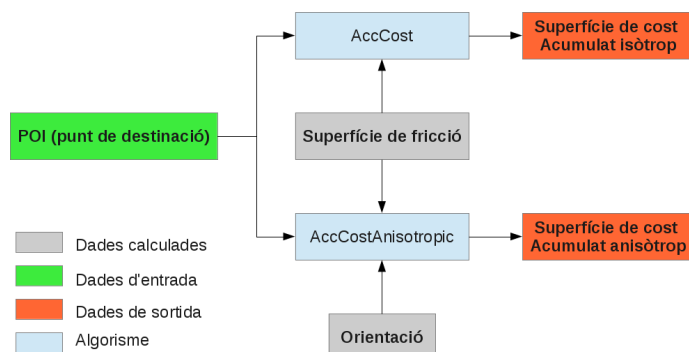 AccCost
Superfície de cost
Acumulat isòtrop
POI (punt de destinació)
Superfície de fricció
AccCostAnisotropic
Superfície de cost
Acumulat anisòtrop
Dades calculades
Dades d'entrada
Dades de sortida
Algorisme
Orientació